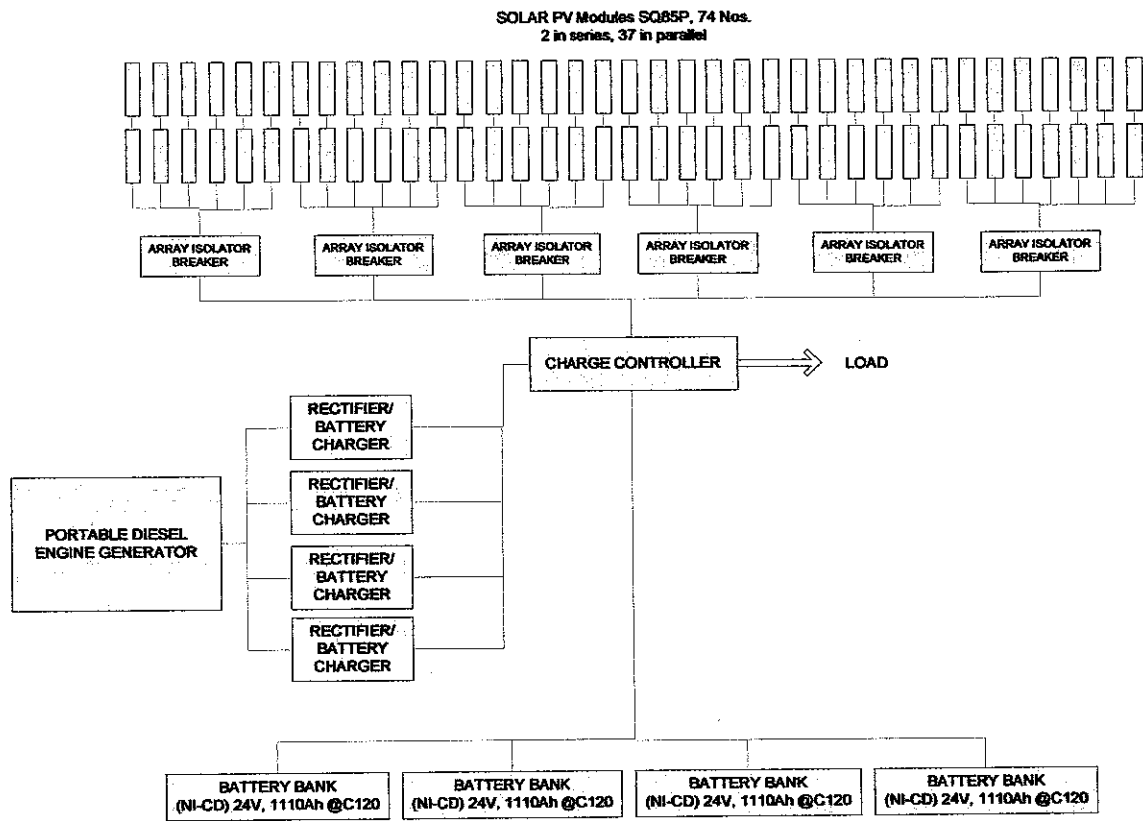 SOLAR PV Modules SQ85P, 74 Nos.
2 in series, 37 in parallel
ARRAY ISOLATOR
BREAKER
ARRAY ISOLATOR
BREAKER
ARRAY ISOLATOR
BREAKER
ARRAY ISOLATOR
BREAKER
ARRAY ISOLATOR
BREAKER
ARRAY ISOLATOR
BREAKER
CHARGE CONTROLLER
LOAD
RECTIFIER/
BATTERY
CHARGER
RECTIFIER/
BATTERY
CHARGER
PORTABLE DIESEL
ENGINE GENERATOR
RECTIFIER/
BATTERY
CHARGER
RECTIFIER/
BATTERY
CHARGER
BATTERY BANK
(NI-CD) 24V, 1110Ah @C120
BATTERY BANK
(NI-CD) 24V, 1110Ah @C120
BATTERY BANK
(NI-CD) 24V, 1110Ah @C120
BATTERY BANK
(NI-CD) 24V, 1110Ah @C120